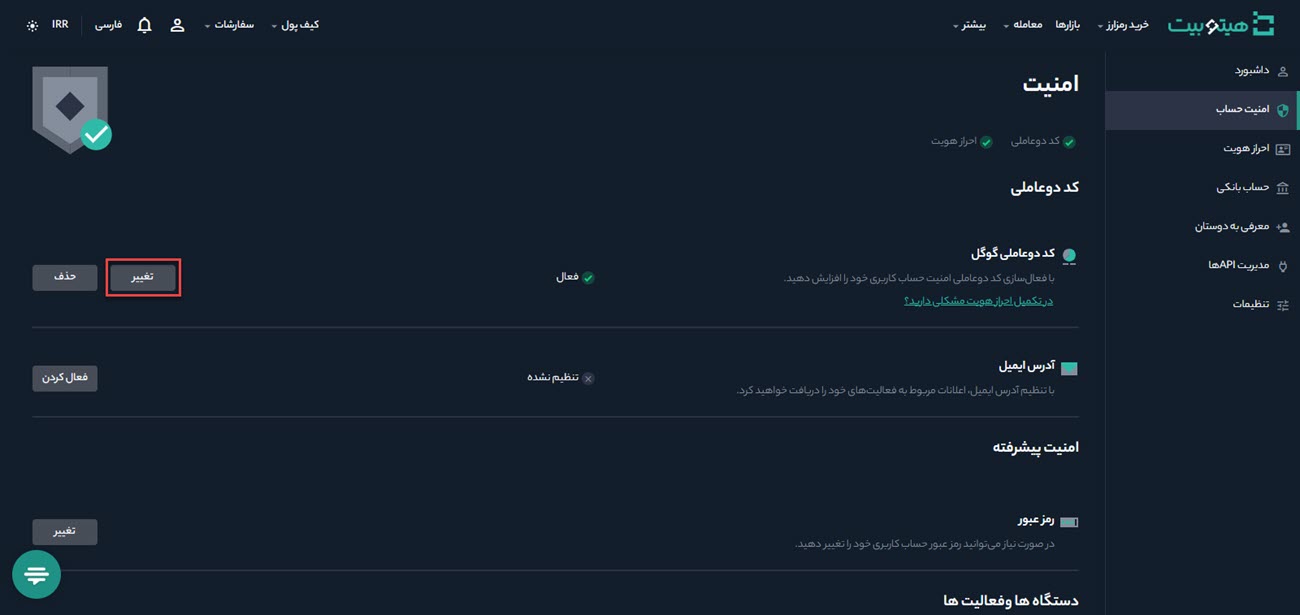 هیتوبیت
خرید رمزارز
بازارها
معامله
بیشتر
کیف پول
سفارشات
فارسی
IRR
داشبورد
امنیت حساب
احراز هویت
حساب بانکی
معرفی به دوستان
مدیریت APIها
تنظیمات
امنیت
کد دوعاملی
احراز هویت
کد دوعاملی
کد دوعاملی گوگل
با فعال‌سازی کد دوعاملی امنیت حساب کاربری خود را افزایش دهید.
در تکمیل احراز هویت مشکلی دارید؟
فعال
تغییر
حذف
آدرس ایمیل
با تنظیم آدرس ایمیل، اعلانات مربوط به فعالیت‌های خود را دریافت خواهید کرد.
تنظیم نشده
فعال کردن
امنیت پیشرفته
رمز عبور
در صورت نیاز می‌توانید رمز عبور حساب کاربری خود را تغییر دهید.
تغییر
دستگاه ها وفعالیت ها